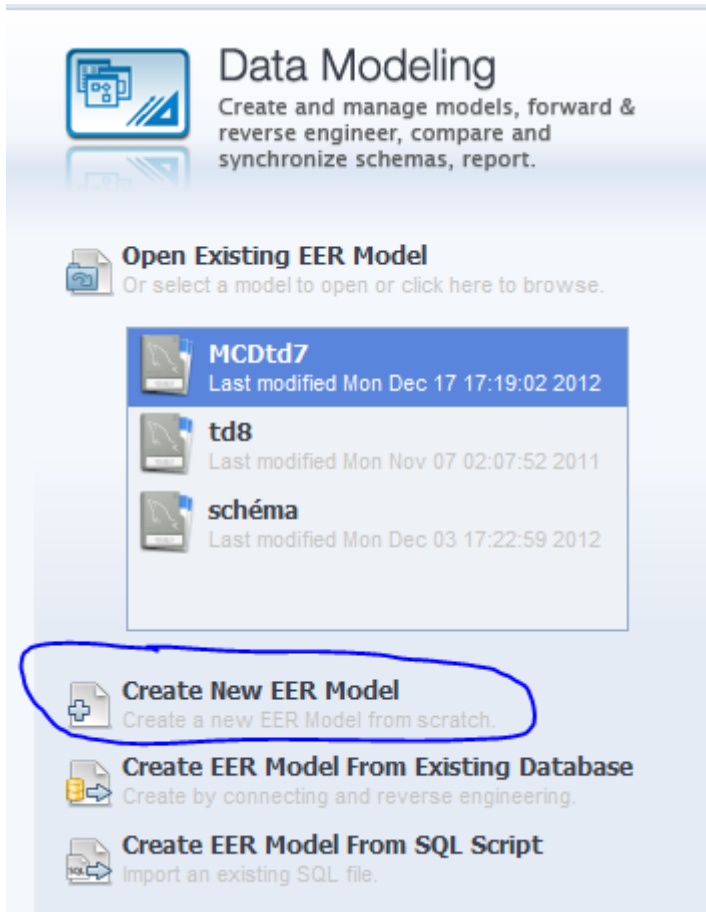 Data Modeling
Create and manage models, forward &
reverse engineer, compare and
synchronize schemas, report.
Open Existing EER Model
Or select a model to open or click here to browse.
MCDtd7
Last modified Mon Dec 17 17:19:02 2012
td8
Last modified Mon Nov 07 02:07:52 2011
schéma
Last modified Mon Dec 03 17:22:59 2012
Create New EER Model
Create a new EER Model from scratch.
Create EER Model From Existing Database
Create by connecting and reverse engineering.
Create EER Model From SQL Script
Import an existing SQL file.